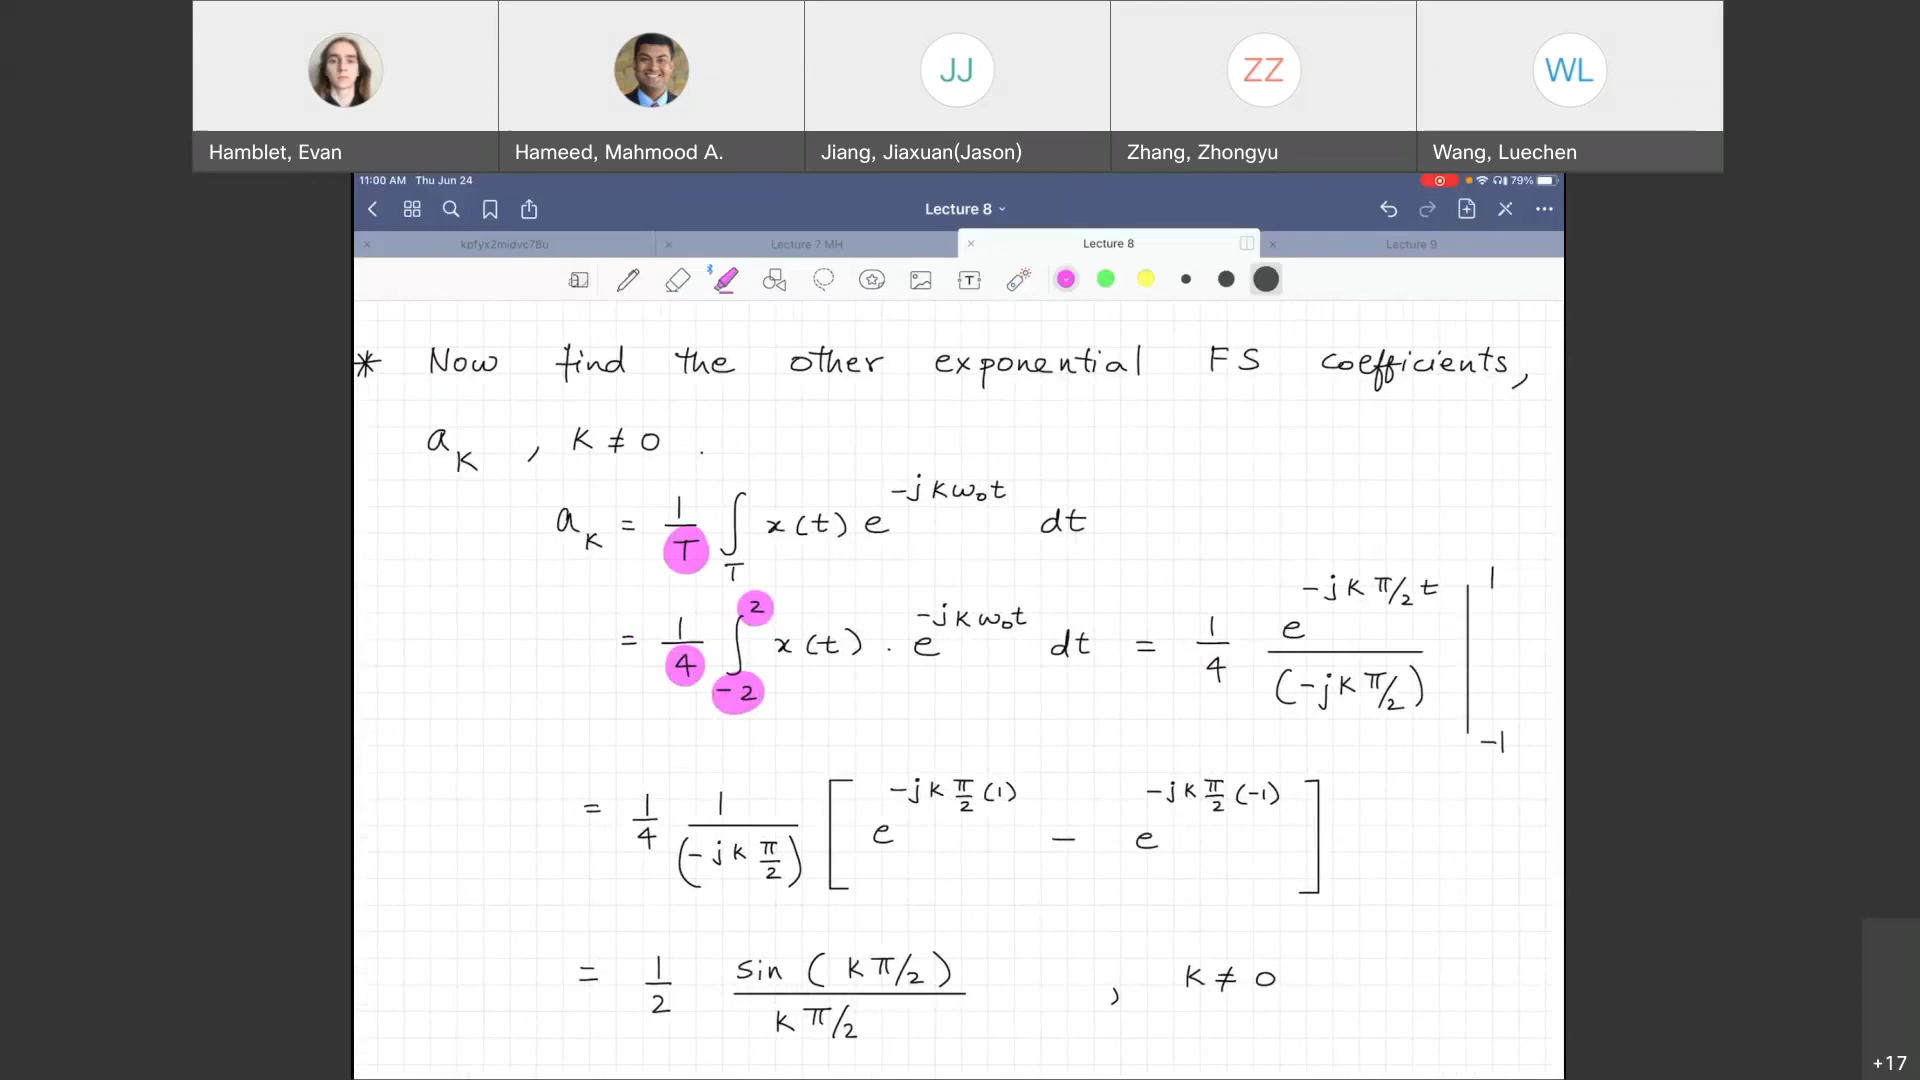 JJ
ZZ
WL
Hamblet, Evan
Hameed, Mahmood A.
Jiang, Jiaxuan(Jason)
Zhang, Zhongyu
Wang, Luechen
11:00 AM Thu Jun 24
79%
Lecture 8
kpfyx2midvc78u
Lecture 7 MH
Lecture 8
Lecture 9
* Now find the other exponential FS coefficients,
a_K , K ≠ 0 .
a_K = 1/T ∫_T x(t) e^{-jKω₀t} dt
= 1/4 ∫_{-2}^{2} x(t) . e^{-jKω₀t} dt = 1/4 e^{-jKπ/2 t} / (-jKπ/2) |_{-1}^{1}
= 1/4 1/(-jK π/2) [ e^{-jK π/2 (1)} - e^{-jK π/2 (-1)} ]
= 1/2 sin(Kπ/2) / Kπ/2 , K ≠ 0
+17